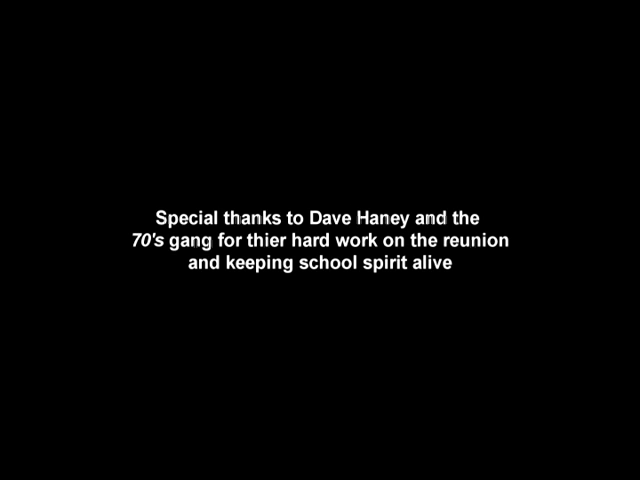 Special thanks to Dave Haney and the
70's gang for thier hard work on the reunion
and keeping school spirit alive